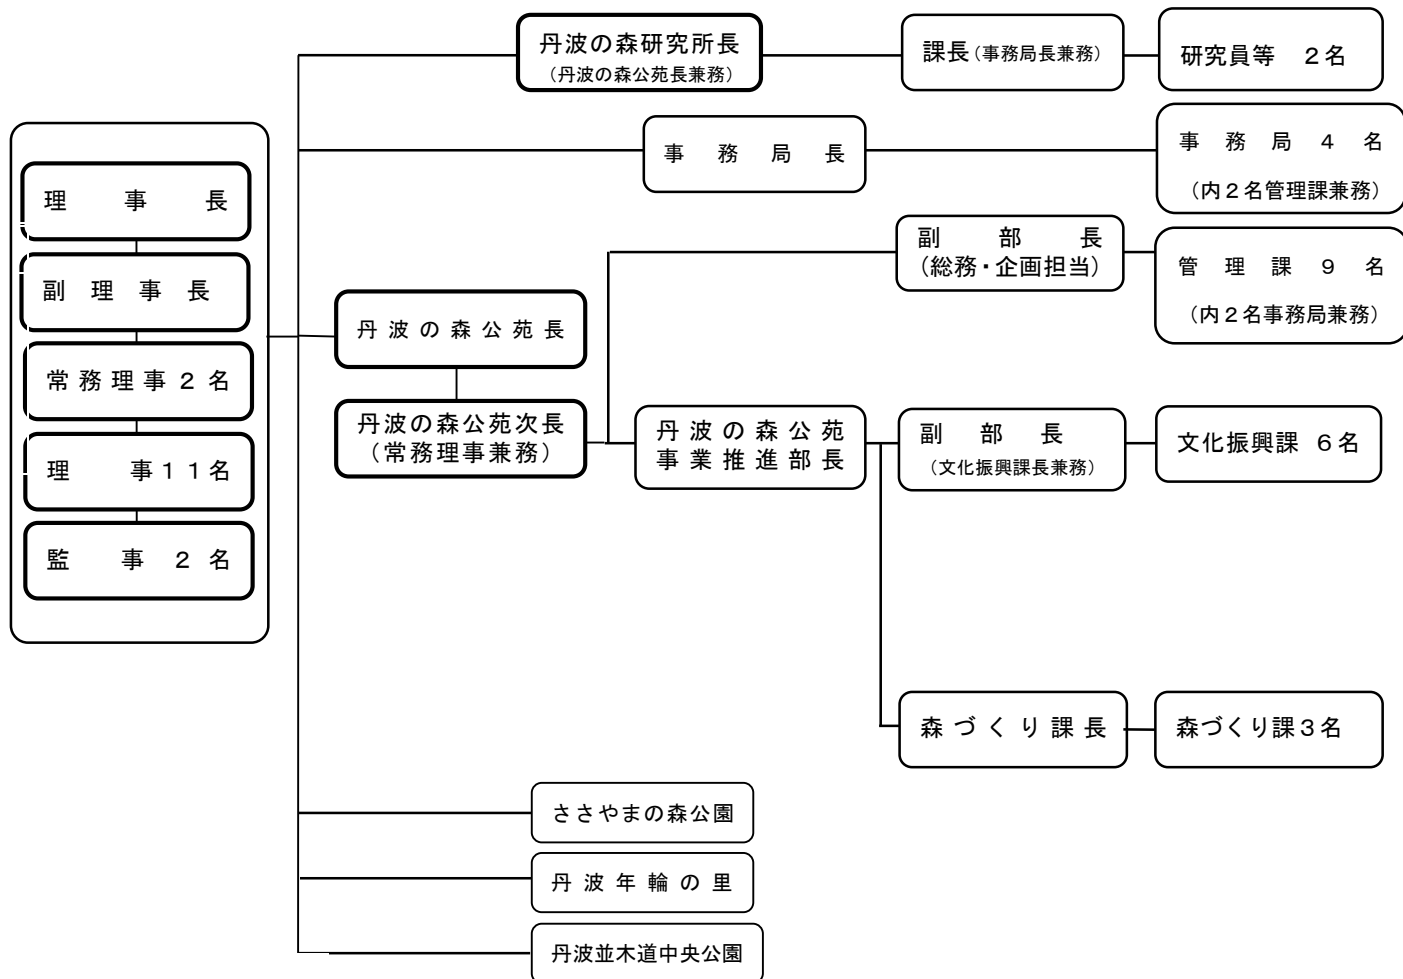 理事長
副理事長
常務理事２名
理事１１名
監事２名
丹波の森研究所長
（丹波の森公苑長兼務）
課長（事務局長兼務）
研究員等　２名
事務局長
事務局４名
（内２名管理課兼務）
丹波の森公苑長
丹波の森公苑次長
（常務理事兼務）
副部長
（総務・企画担当）
管理課９名
（内２名事務局兼務）
丹波の森公苑
事業推進部長
副部長
（文化振興課長兼務）
文化振興課 ６名
森づくり課長
森づくり課３名
ささやまの森公園
丹波年輪の里
丹波並木道中央公園